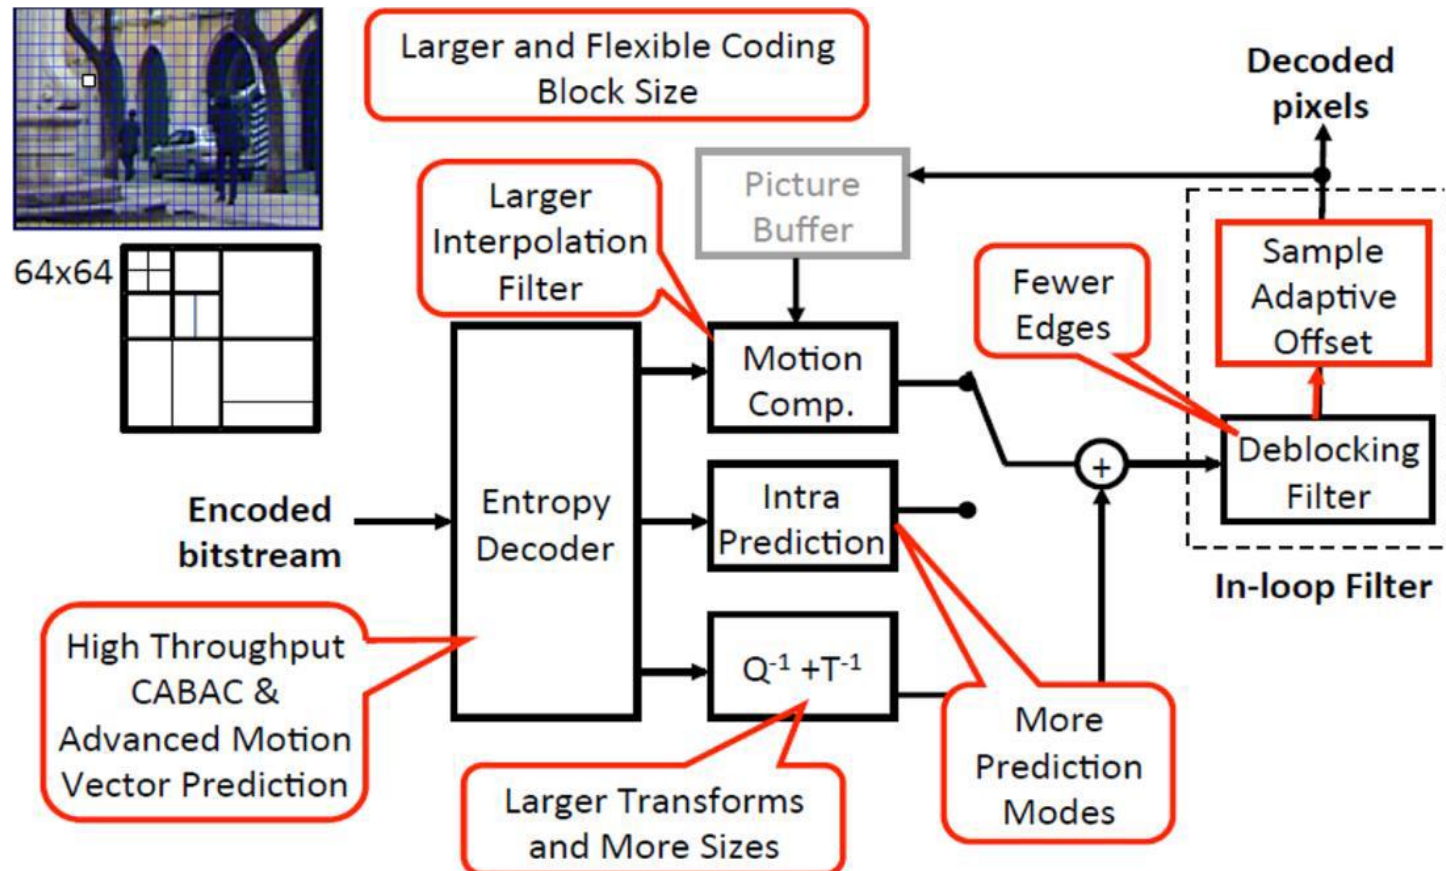 Larger and Flexible Coding
Block Size
Decoded
pixels
Picture
Buffer
Larger
Interpolation
Filter
64x64
Sample
Adaptive
Offset
Fewer
Edges
Motion
Comp.
Deblocking
Filter
Entropy
Decoder
Intra
Prediction
+
Encoded
bitstream
In-loop Filter
High Throughput
CABAC &
Advanced Motion
Vector Prediction
Q⁻¹ +T⁻¹
More
Prediction
Modes
Larger Transforms
and More Sizes